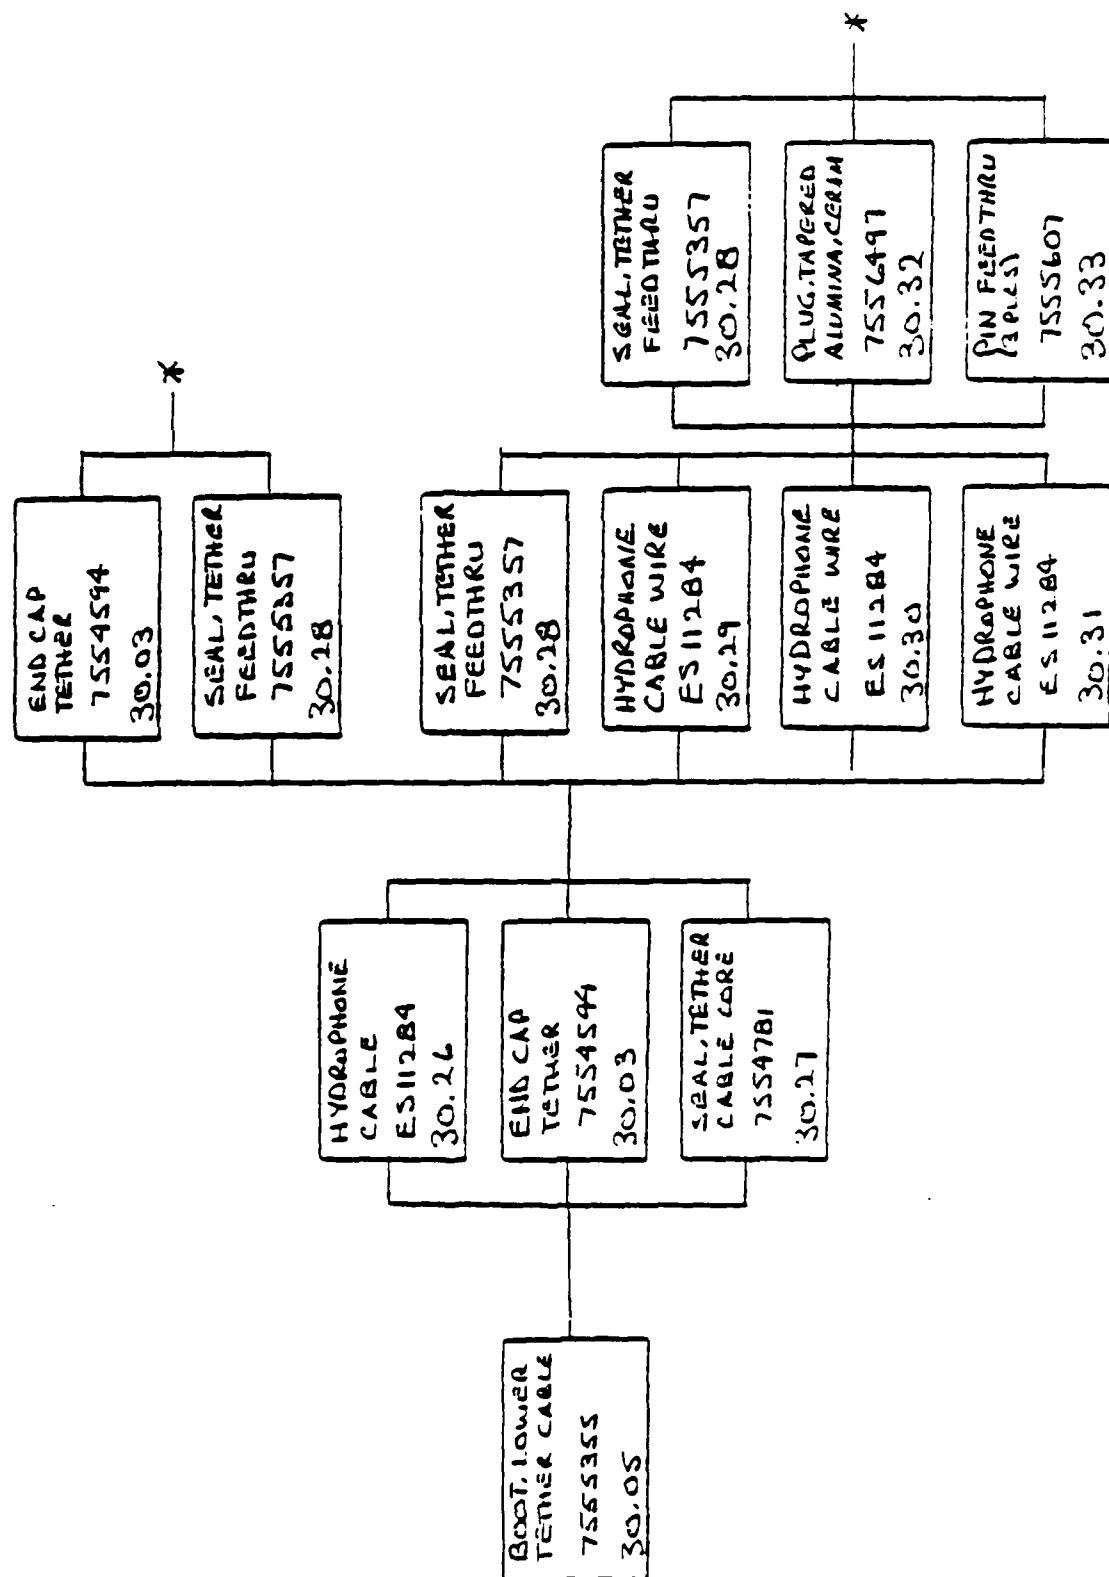 BOOT, LOWER
TETHER CABLE
7555355
30.05
HYDROPHONE
CABLE
ES11284
30.26
END CAP
TETHER
7554594
30.03
SEAL, TETHER
CABLE CORE
7554781
30.27
END CAP
TETHER
7554594
30.03
SEAL, TETHER
FEEDTHRU
7555357
30.28
*
SEAL, TETHER
FEEDTHRU
7555357
30.28
HYDROPHONE
CABLE WIRE
ES11284
30.29
HYDROPHONE
CABLE WIRE
ES11284
30.30
HYDROPHONE
CABLE WIRE
ES11284
30.31
SEAL, TETHER
FEEDTHRU
7555357
30.28
PLUG, TAPERED
ALUMINA, CERAM
7556497
30.32
PIN FEEDTHRU
(3 PLCS)
7555607
30.33
*